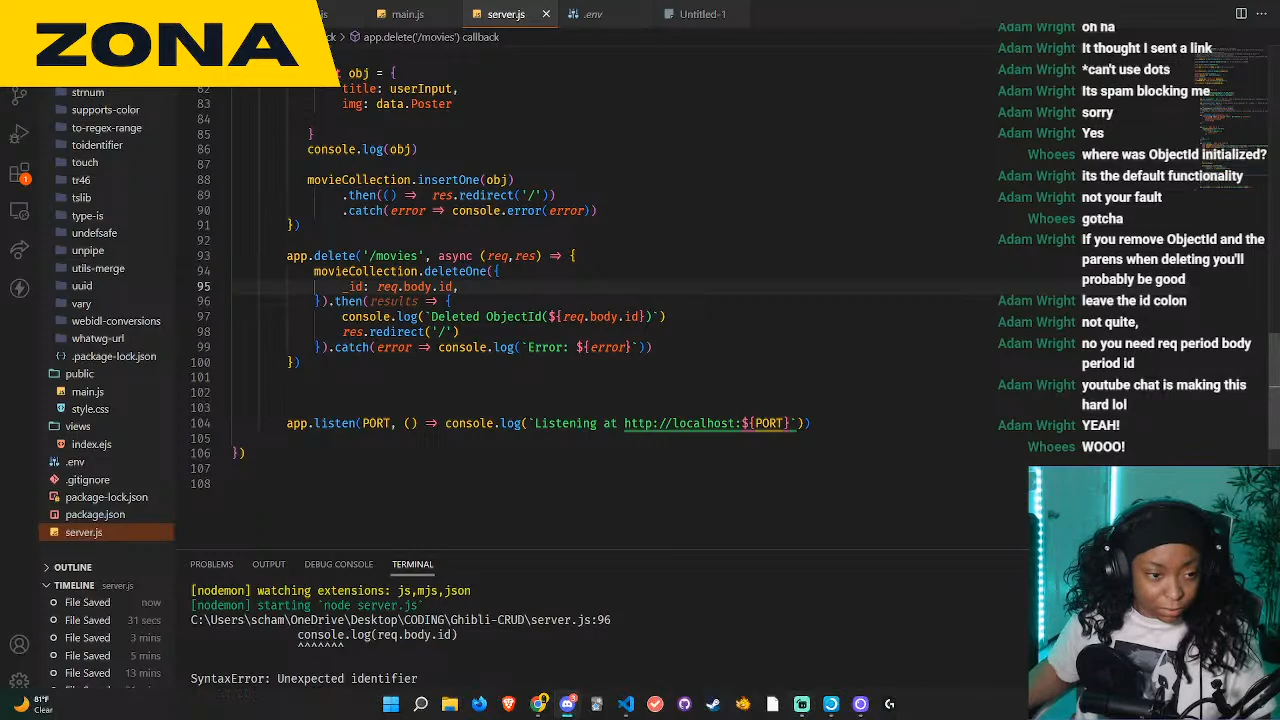 ZONA
main.js
server.js
.env
Untitled-1
app.delete('/movies') callback
strnum
supports-color
to-regex-range
toidentifier
touch
tr46
tslib
type-is
undefsafe
unpipe
utils-merge
uuid
vary
webidl-conversions
whatwg-url
.package-lock.json
public
main.js
style.css
views
index.ejs
.env
.gitignore
package-lock.json
package.json
server.js
OUTLINE
TIMELINE server.js
File Saved now
File Saved 31 secs
File Saved 3 mins
File Saved 5 mins
File Saved 13 mins
obj = {
82 title: userInput,
83 img: data.Poster
84
85 }
86 console.log(obj)
87
88 movieCollection.insertOne(obj)
89 .then(() => res.redirect('/'))
90 .catch(error => console.error(error))
91 })
92
93 app.delete('/movies', async (req,res) => {
94 movieCollection.deleteOne({
95 _id: req.body.id,
96 }).then(results => {
97 console.log(`Deleted ObjectId(${req.body.id})`)
98 res.redirect('/')
99 }).catch(error => console.log(`Error: ${error}`))
100 })
101
102
103
104 app.listen(PORT, () => console.log(`Listening at http://localhost:${PORT}`))
105
106 })
107
108
PROBLEMS OUTPUT DEBUG CONSOLE TERMINAL
[nodemon] watching extensions: js,mjs,json
[nodemon] starting `node server.js`
C:\Users\scham\OneDrive\Desktop\CODING\Ghibli-CRUD\server.js:96
console.log(req.body.id)
^^^^^^^
SyntaxError: Unexpected identifier
Adam Wright oh na
Adam Wright It thought I sent a link
Adam Wright *can't use dots
Adam Wright Its spam blocking me
Adam Wright sorry
Adam Wright Yes
Whoees where was ObjectId initialized?
Adam Wright its the default functionality
Adam Wright not your fault
Whoees gotcha
Adam Wright If you remove ObjectId and the
parens when deleting you'll
probably be good
Adam Wright leave the id colon
Adam Wright not quite,
Adam Wright no you need req period body
period id
Adam Wright youtube chat is making this
hard lol
Adam Wright YEAH!
Whoees WOOO!
81°F
Clear